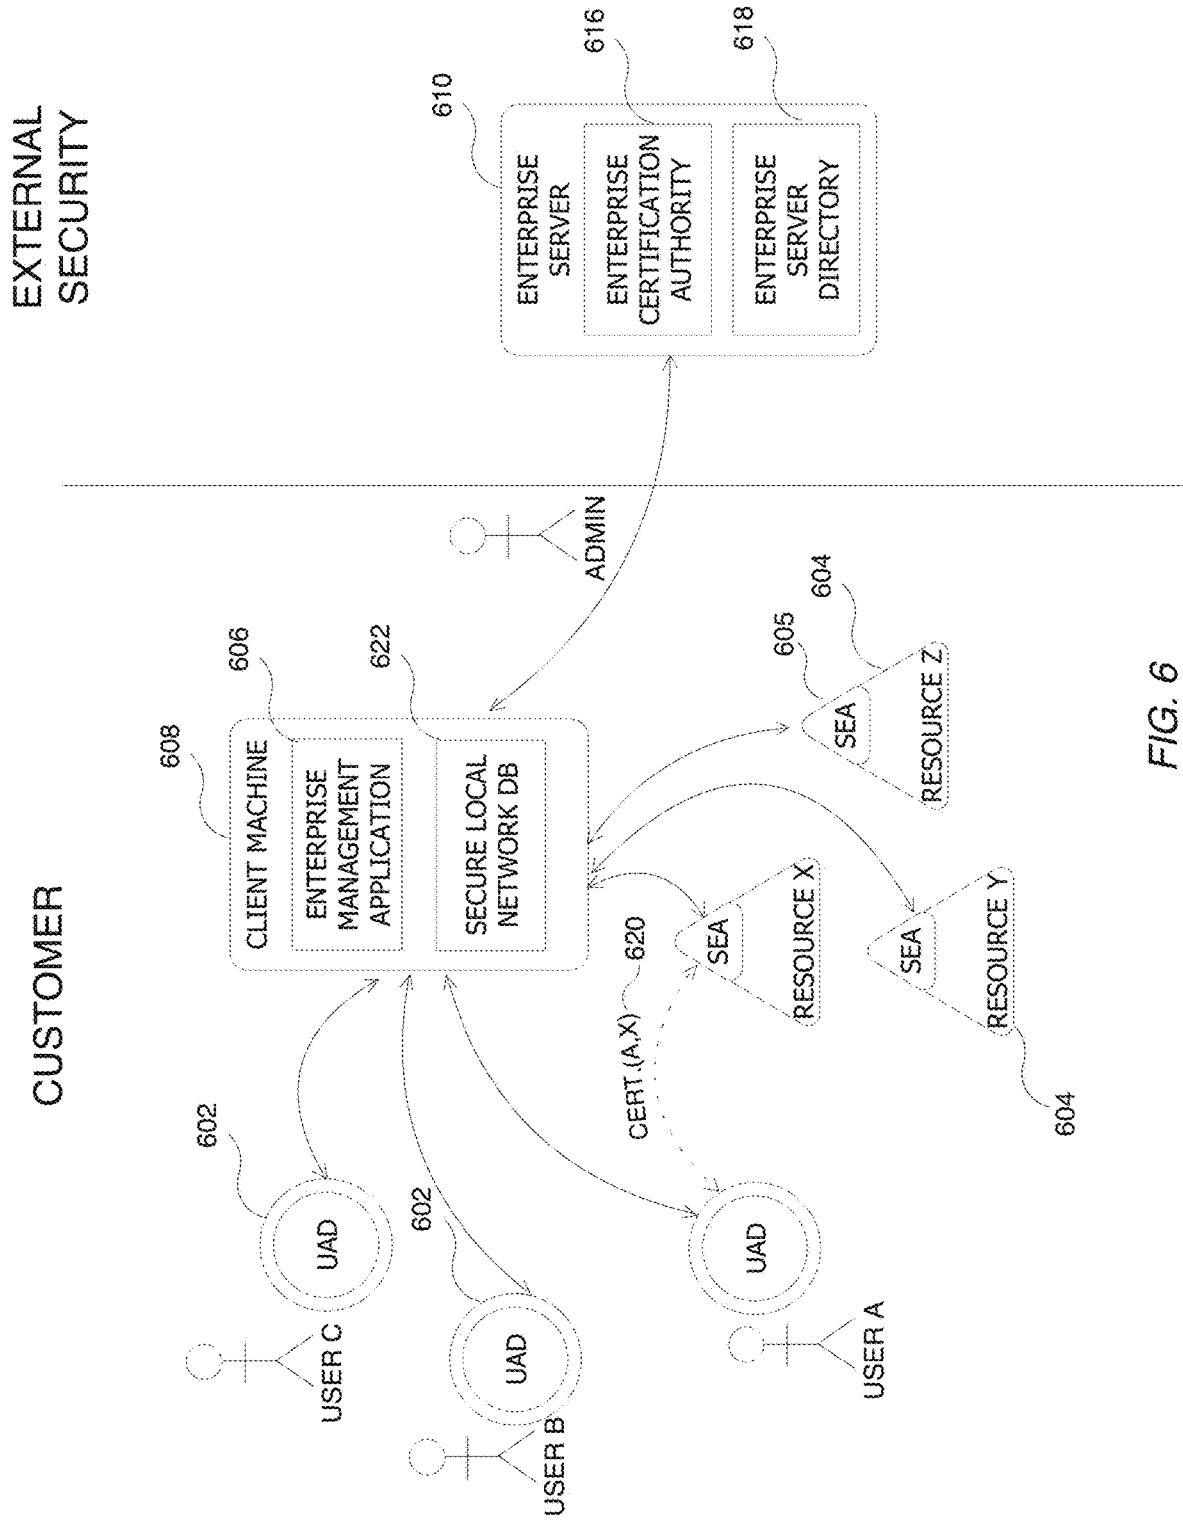 CUSTOMER
EXTERNAL
SECURITY
608
CLIENT MACHINE
606
ENTERPRISE
MANAGEMENT
APPLICATION
622
SECURE LOCAL
NETWORK DB
610
ENTERPRISE
SERVER
616
ENTERPRISE
CERTIFICATION
AUTHORITY
618
ENTERPRISE
SERVER
DIRECTORY
ADMIN
602
UAD
USER C
602
UAD
USER B
UAD
USER A
CERT.(A,X)
620
SEA
RESOURCE X
SEA
RESOURCE Y
604
605
604
SEA
RESOURCE Z
FIG. 6